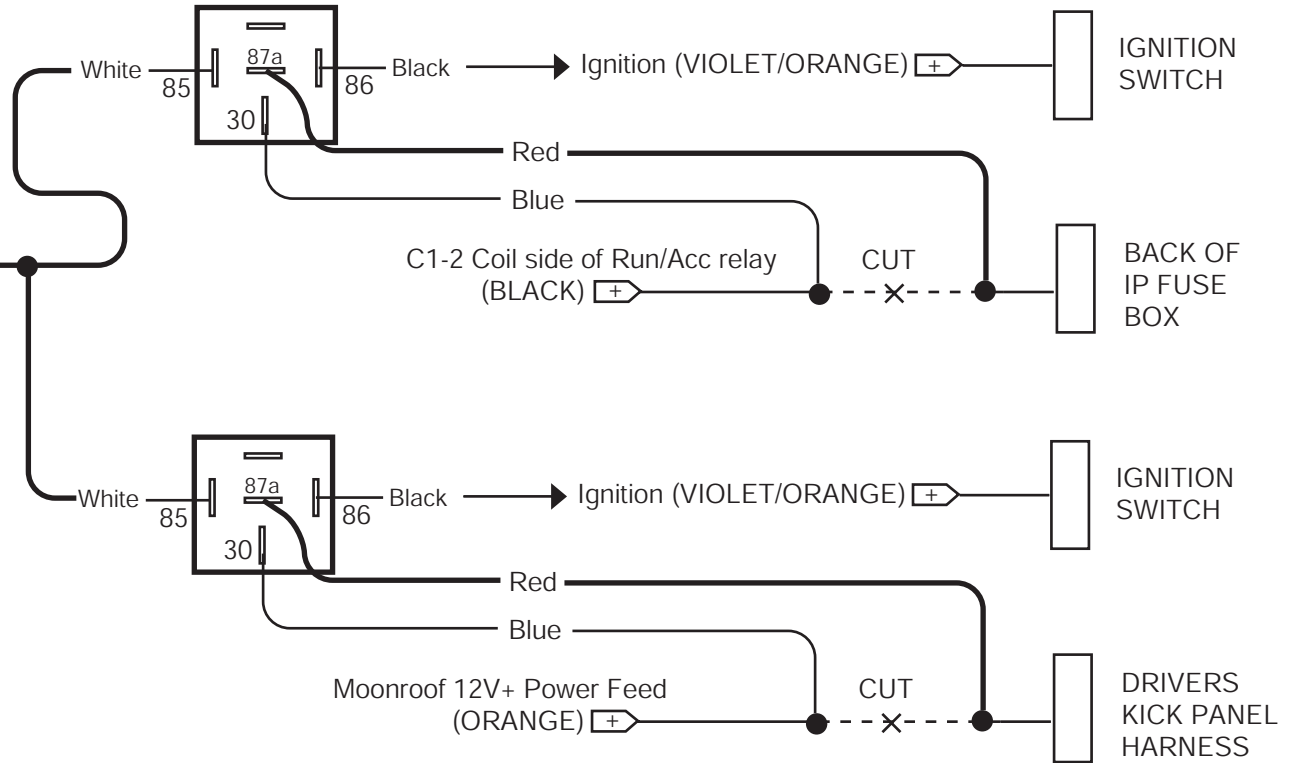 87a
White
85
86
Black
Ignition (VIOLET/ORANGE) +
IGNITION
SWITCH
30
Red
Blue
C1-2 Coil side of Run/Acc relay
(BLACK) +
CUT
BACK OF
IP FUSE
BOX
87a
White
85
86
Black
Ignition (VIOLET/ORANGE) +
IGNITION
SWITCH
30
Red
Blue
Moonroof 12V+ Power Feed
(ORANGE) +
CUT
DRIVERS
KICK PANEL
HARNESS